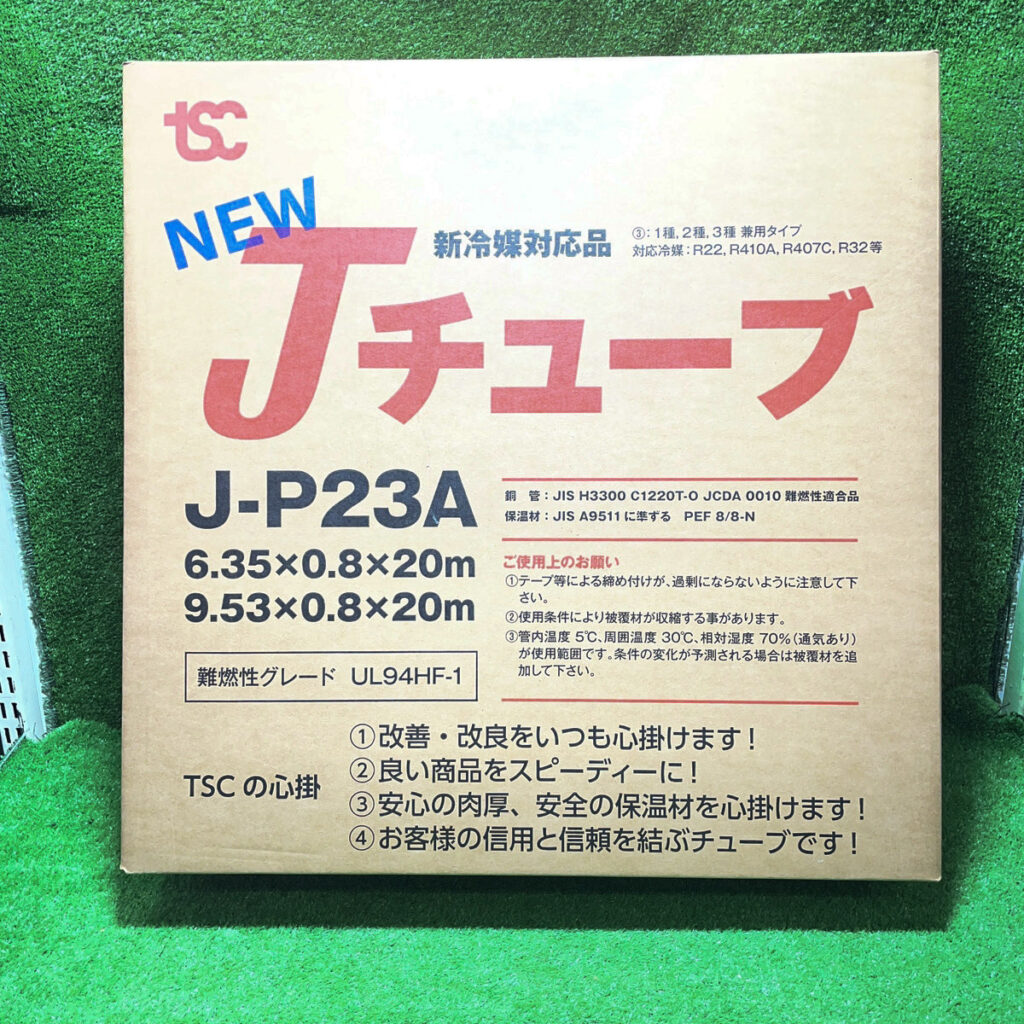 tsc
NEW
新冷媒対応品
③:1種, 2種, 3種 兼用タイプ
対応冷媒:R22, R410A, R407C, R32等
Jチューブ
J-P23A
6.35×0.8×20m
9.53×0.8×20m
難燃性グレード UL94HF-1
銅 管:JIS H3300 C1220T-O JCDA 0010 難燃性適合品
保温材:JIS A9511 に準ずる PEF 8/8-N
ご使用上のお願い
①テープ等による締め付けが、過剰にならないように注意して下
さい。
②使用条件により被覆材が収縮する事があります。
③管内温度 5℃、周囲温度 30℃、相対湿度 70%(通気あり)
が使用範囲です。条件の変化が予測される場合は被覆材を追
加して下さい。
TSC の心掛
①改善・改良をいつも心掛けます!
②良い商品をスピーディーに!
③安心の肉厚、安全の保温材を心掛けます!
④お客様の信用と信頼を結ぶチューブです!